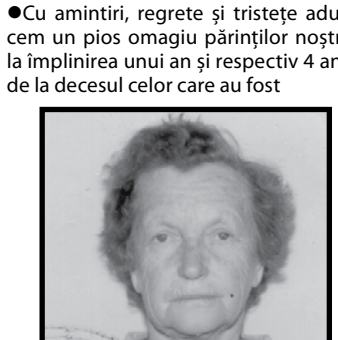 ●Cu amintiri, regrete și tristețe adu
cem un pios omagiu părinților noștr
la împlinirea unui an și respectiv 4 an
de la decesul celor care au fost